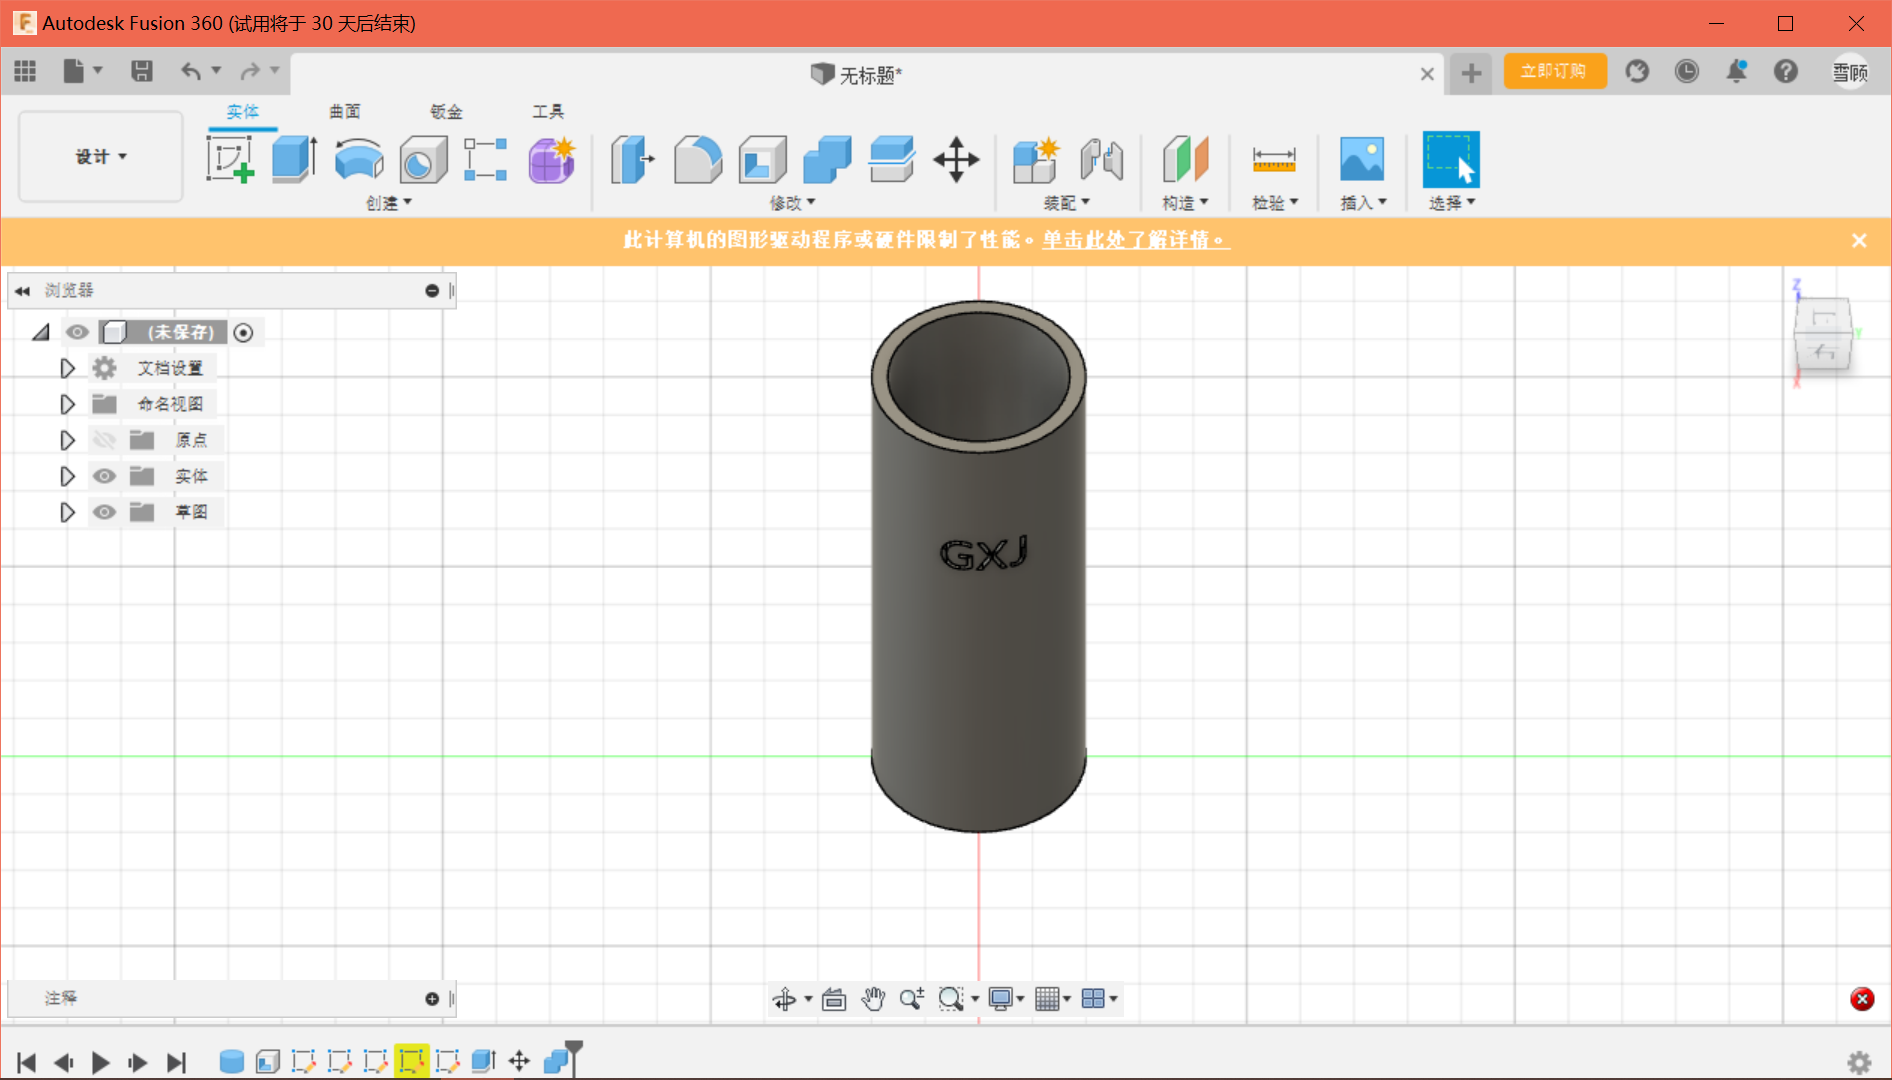 Autodesk Fusion 360 (试用将于 30 天后结束)
无标题*
立即订购
雪顾
实体 曲面 钣金 工具
设计
创建 修改 装配 构造 检验 插入 选择
此计算机的图形驱动程序或硬件限制了性能。单击此处了解详情。
浏览器
(未保存)
文档设置
命名视图
原点
实体
草图
Z
Y
X
上
右
GXJ
注释